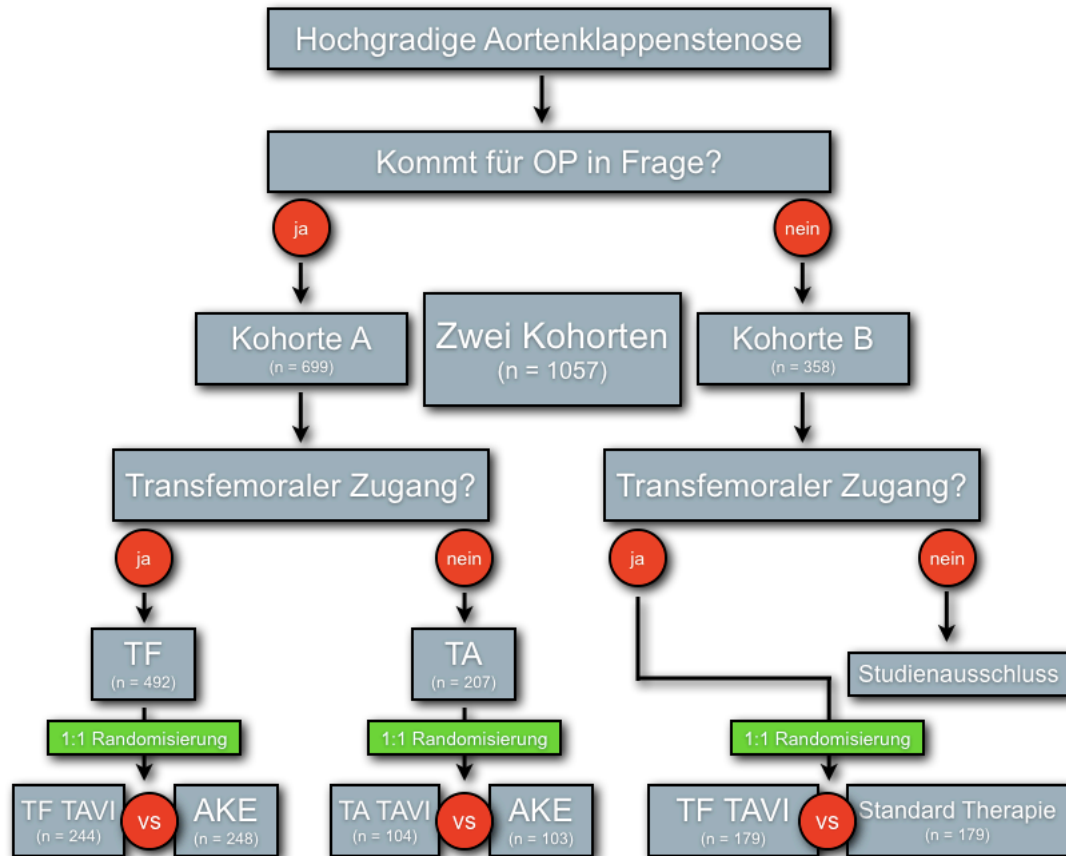 Hochgradige Aortenklappenstenose
Kommt für OP in Frage?
ja
nein
Kohorte A
(n = 699)
Zwei Kohorten
(n = 1057)
Kohorte B
(n = 358)
Transfemoraler Zugang?
Transfemoraler Zugang?
ja
nein
ja
nein
TF
(n = 492)
TA
(n = 207)
Studienausschluss
1:1 Randomisierung
1:1 Randomisierung
1:1 Randomisierung
TF TAVI
(n = 244)
vs
AKE
(n = 248)
TA TAVI
(n = 104)
vs
AKE
(n = 103)
TF TAVI
(n = 179)
vs
Standard Therapie
(n = 179)